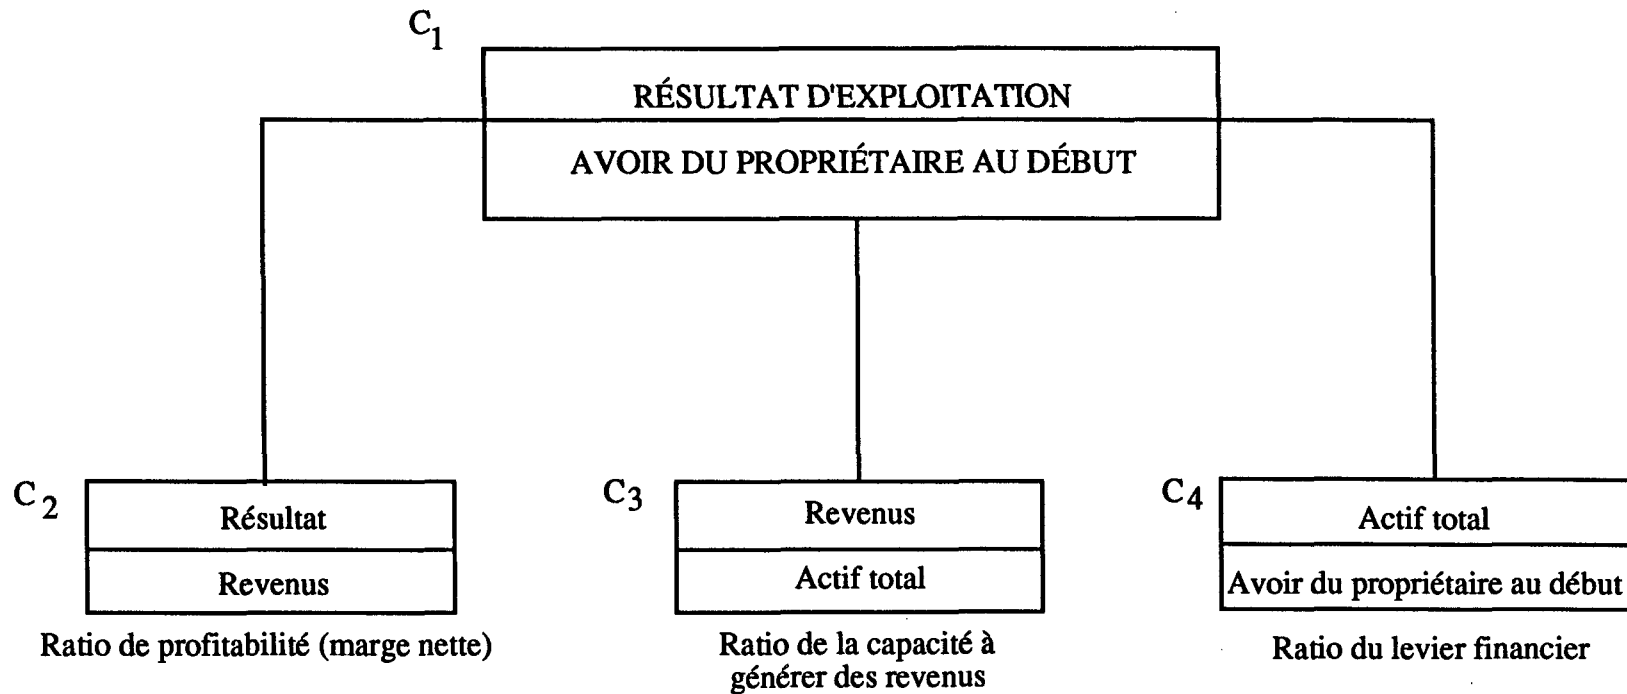 C1
RÉSULTAT D'EXPLOITATION
AVOIR DU PROPRIÉTAIRE AU DÉBUT
C2
Résultat
Revenus
Ratio de profitabilité (marge nette)
C3
Revenus
Actif total
Ratio de la capacité à
générer des revenus
C4
Actif total
Avoir du propriétaire au début
Ratio du levier financier